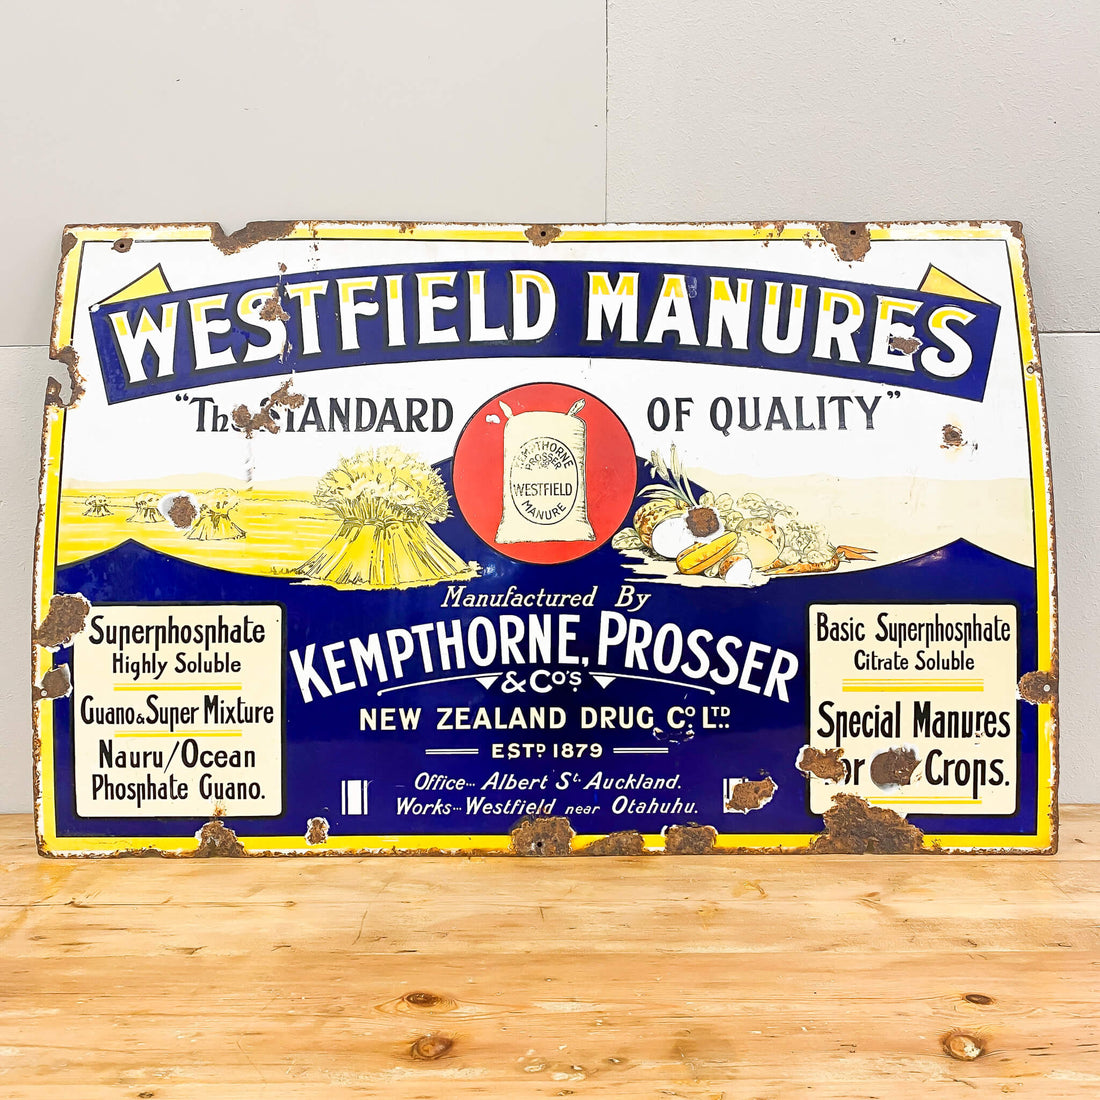 WESTFIELD MANURES
"The STANDARD OF QUALITY"
KEMPTHORNE
PROSSER
WESTFIELD
MANURE
Manufactured By
KEMPTHORNE, PROSSER
& Co's.
NEW ZEALAND DRUG Co. LTD.
ESTD 1879
Office... Albert St. Auckland.
Works... Westfield near Otahuhu.
Superphosphate
Highly Soluble
Guano & Super Mixture
Nauru/Ocean
Phosphate Guano.
Basic Superphosphate
Citrate Soluble
Special Manures
Crops.